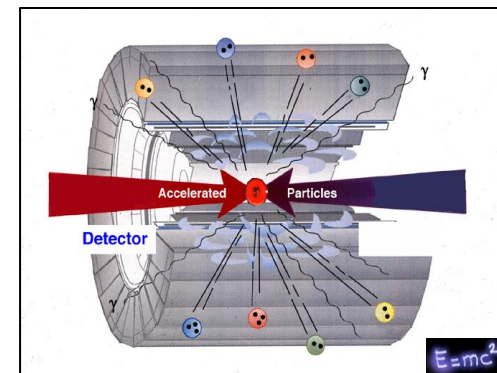 γ
γ
Accelerated Particles
Detector
γ
E=mc²